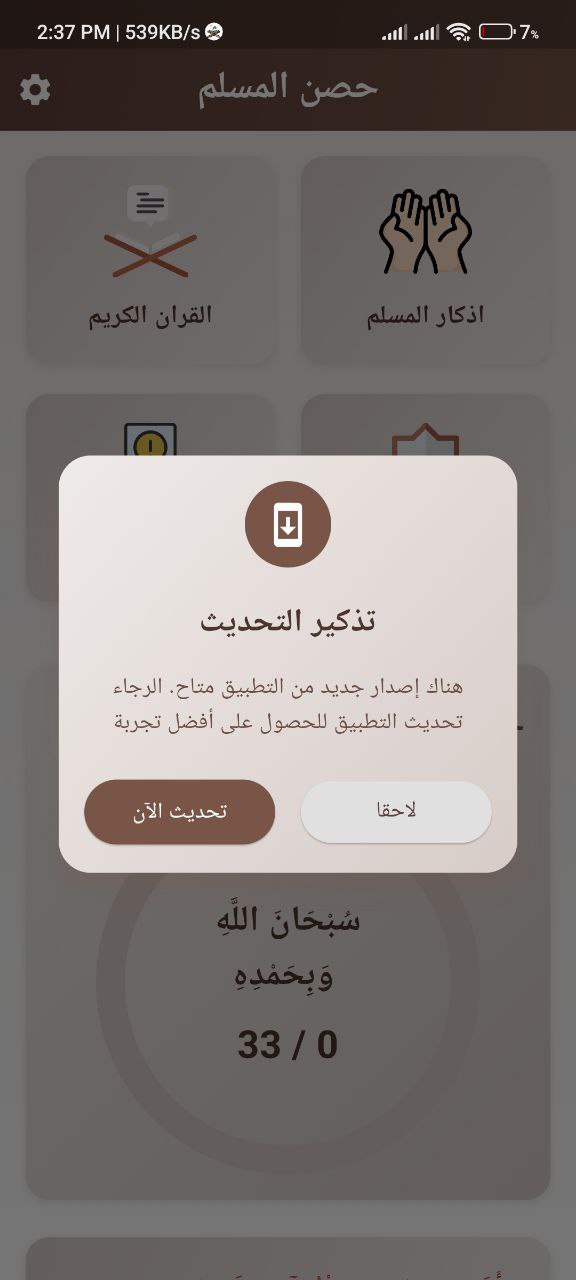 2:37 PM | 539KB/s
7%
حصن المسلم
اذكار المسلم
القران الكريم
تذكير التحديث
هناك إصدار جديد من التطبيق متاح. الرجاء
تحديث التطبيق للحصول على أفضل تجربة
لاحقا
تحديث الآن
سُبْحَانَ اللَّهِ
وَبِحَمْدِهِ
33 / 0